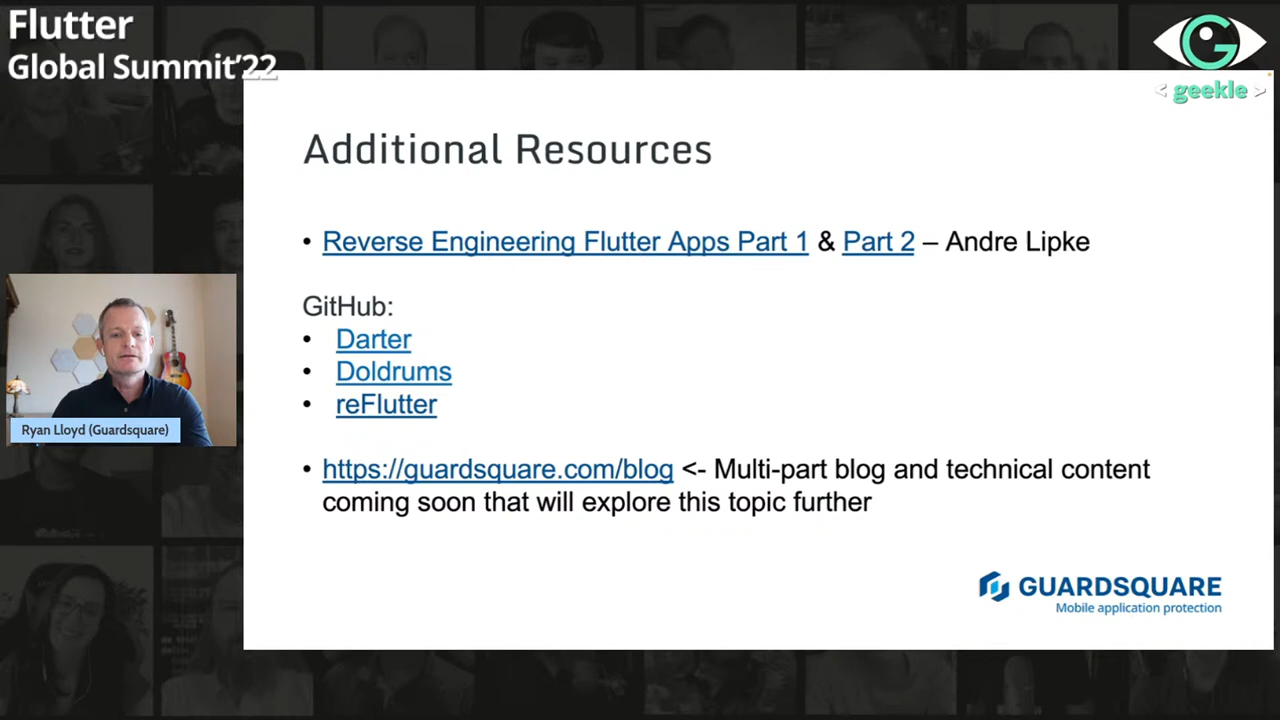 Flutter
Global Summit'22
G
< geekle >
Additional Resources
• Reverse Engineering Flutter Apps Part 1 & Part 2 – Andre Lipke
GitHub:
• Darter
• Doldrums
• reFlutter
• https://guardsquare.com/blog <- Multi-part blog and technical content
coming soon that will explore this topic further
Ryan Lloyd (Guardsquare)
GUARDSQUARE
Mobile application protection